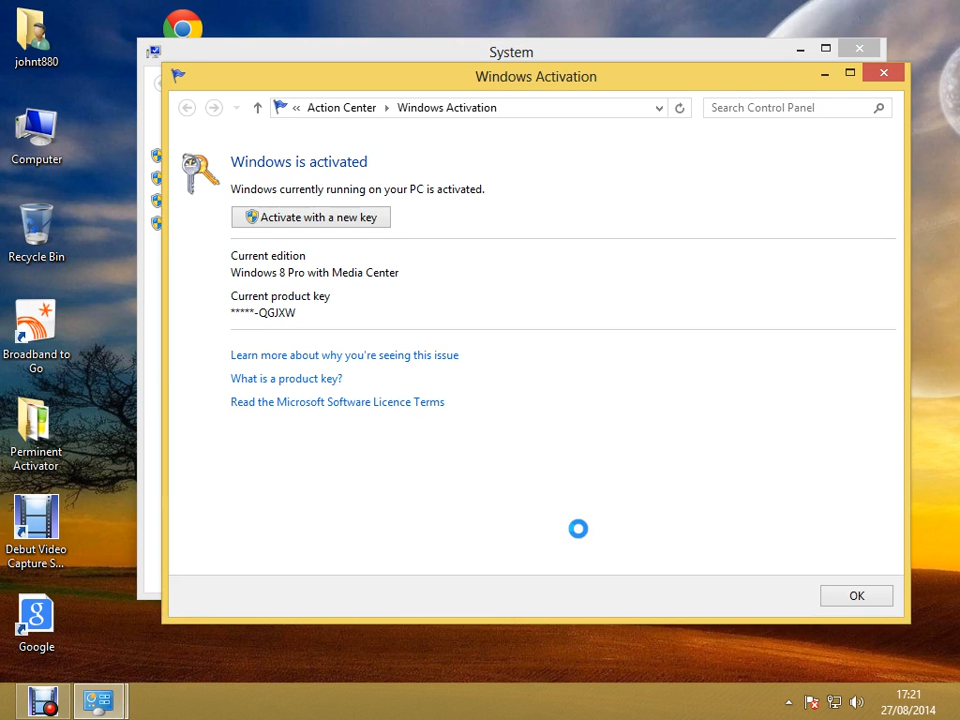 johnt880
Computer
Recycle Bin
Broadband to
Go
Perminent
Activator
Debut Video
Capture S...
Google
System
Windows Activation
« Action Center Windows Activation
Search Control Panel
Windows is activated
Windows currently running on your PC is activated.
Activate with a new key
Current edition
Windows 8 Pro with Media Center
Current product key
*****-QGJXW
Learn more about why you're seeing this issue
What is a product key?
Read the Microsoft Software Licence Terms
OK
17:21
27/08/2014